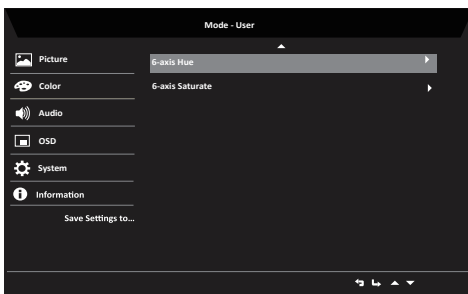 Mode - User
Picture
Color
Audio
OSD
System
Information
Save Settings to...
6-axis Hue
6-axis Saturate